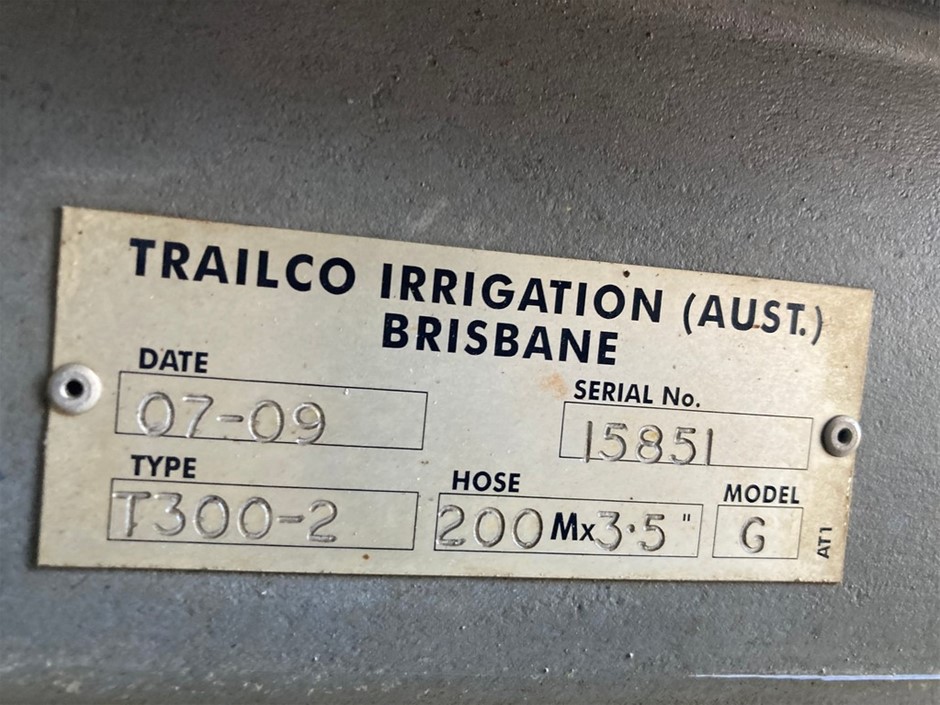 TRAILCO IRRIGATION (AUST.)
BRISBANE
DATE
07-09
SERIAL No.
15851
TYPE
T300-2
HOSE
200 Mx 3.5"
MODEL
G
AT1